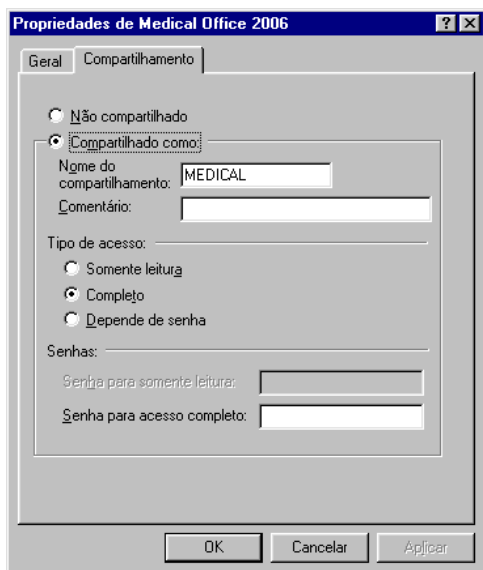 Propriedades de Medical Office 2006
Geral Compartilhamento
Não compartilhado
Compartilhado como:
Nome do
compartilhamento: MEDICAL
Comentário:
Tipo de acesso:
Somente leitura
Completo
Depende de senha
Senhas:
Senha para somente leitura:
Senha para acesso completo:
OK Cancelar Aplicar